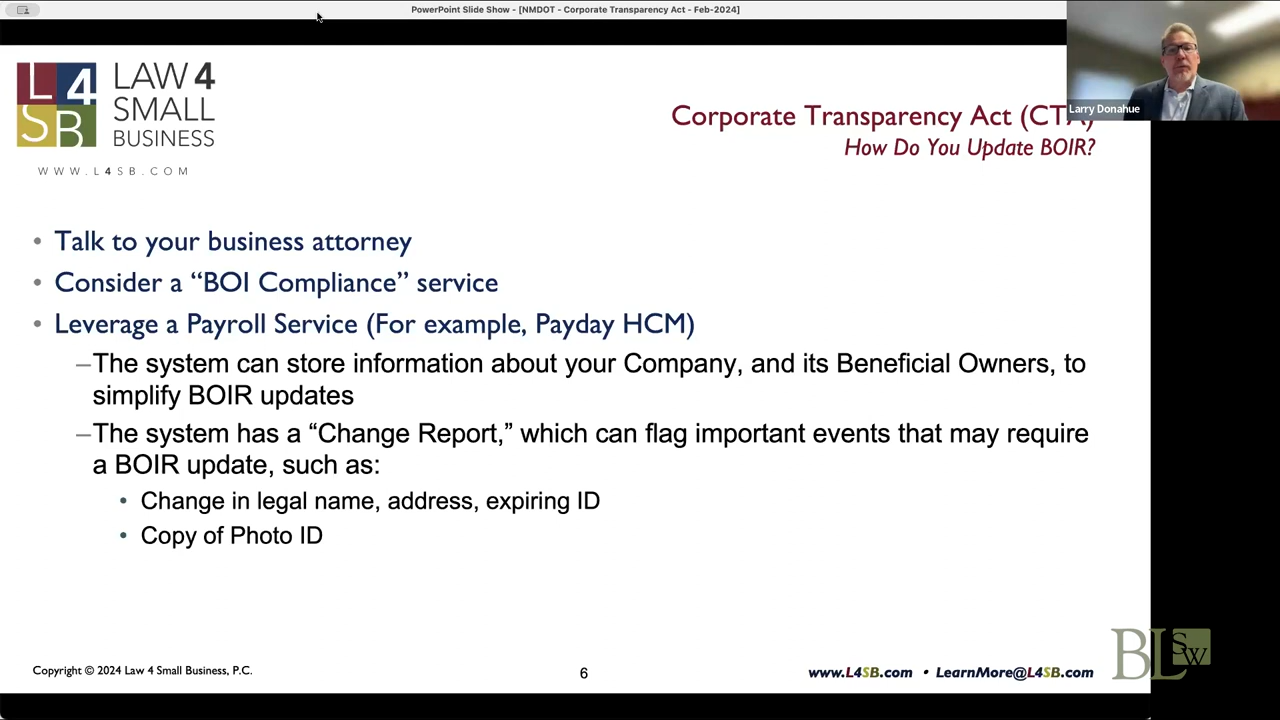 PowerPoint Slide Show - [NMDOT - Corporate Transparency Act - Feb-2024]
Larry Donahue
L4
SB
LAW 4
SMALL
BUSINESS
WWW.L4SB.COM
Corporate Transparency Act (CTA)
How Do You Update BOIR?
• Talk to your business attorney
• Consider a “BOI Compliance” service
• Leverage a Payroll Service (For example, Payday HCM)
–The system can store information about your Company, and its Beneficial Owners, to
simplify BOIR updates
–The system has a “Change Report,” which can flag important events that may require
a BOIR update, such as:
• Change in legal name, address, expiring ID
• Copy of Photo ID
Copyright © 2024 Law 4 Small Business, P.C.
6
www.L4SB.com • LearnMore@L4SB.com
BLSW